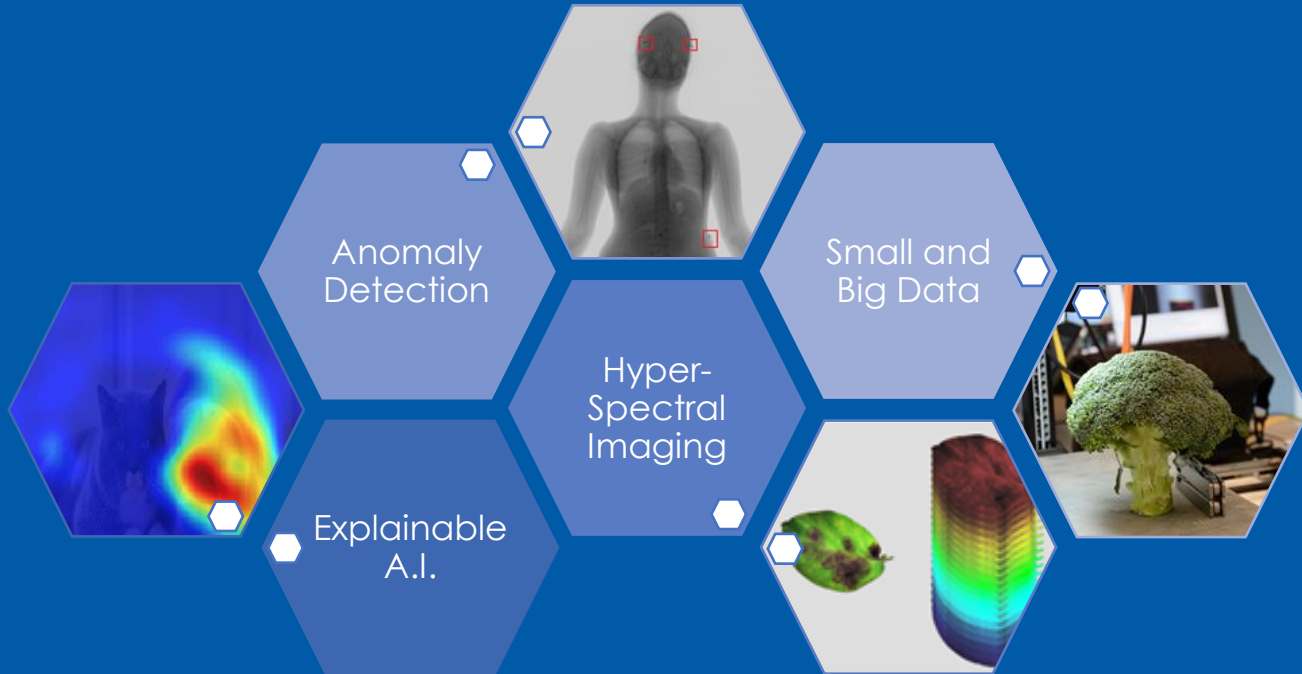 Anomaly
Detection
Small and
Big Data
Hyper-
Spectral
Imaging
Explainable
A.I.